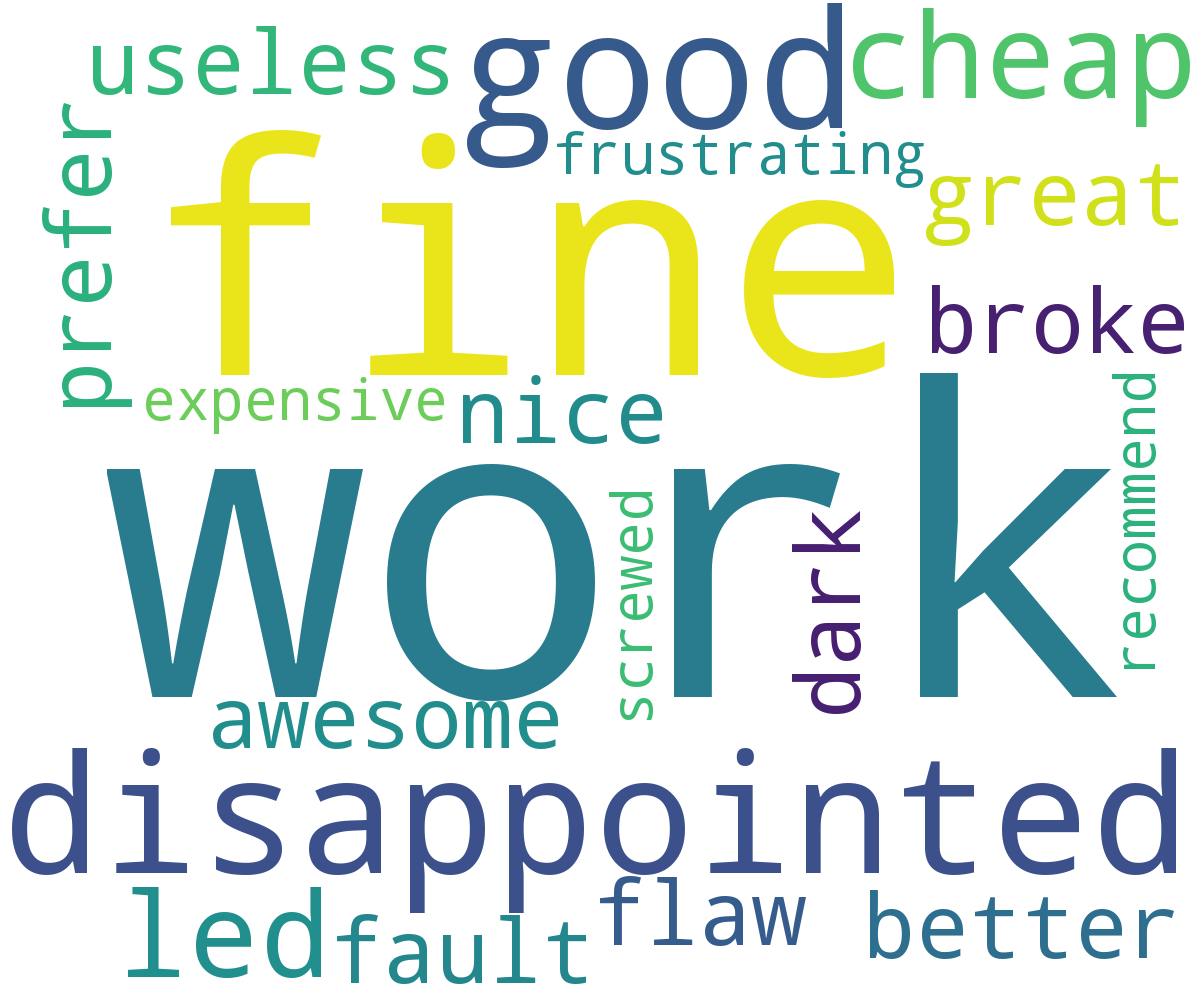 useless
good
cheap
prefer
frustrating
fine
great
broke
expensive
nice
recommend
work
screwed
dark
awesome
disappointed
led
fault
flaw
better